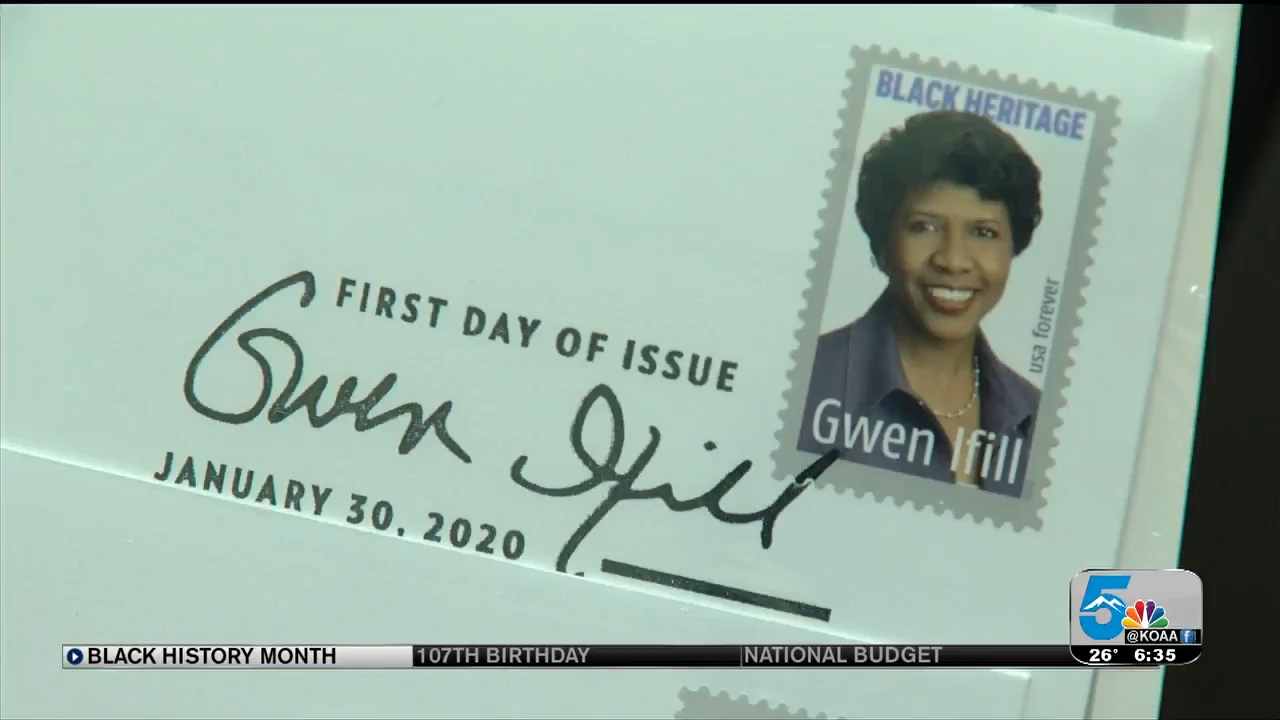 BLACK HERITAGE
usa forever
Gwen Ifill
FIRST DAY OF ISSUE
Gwen Ifill
JANUARY 30, 2020
5
@KOAA f
26° 6:35
BLACK HISTORY MONTH
107TH BIRTHDAY
NATIONAL BUDGET